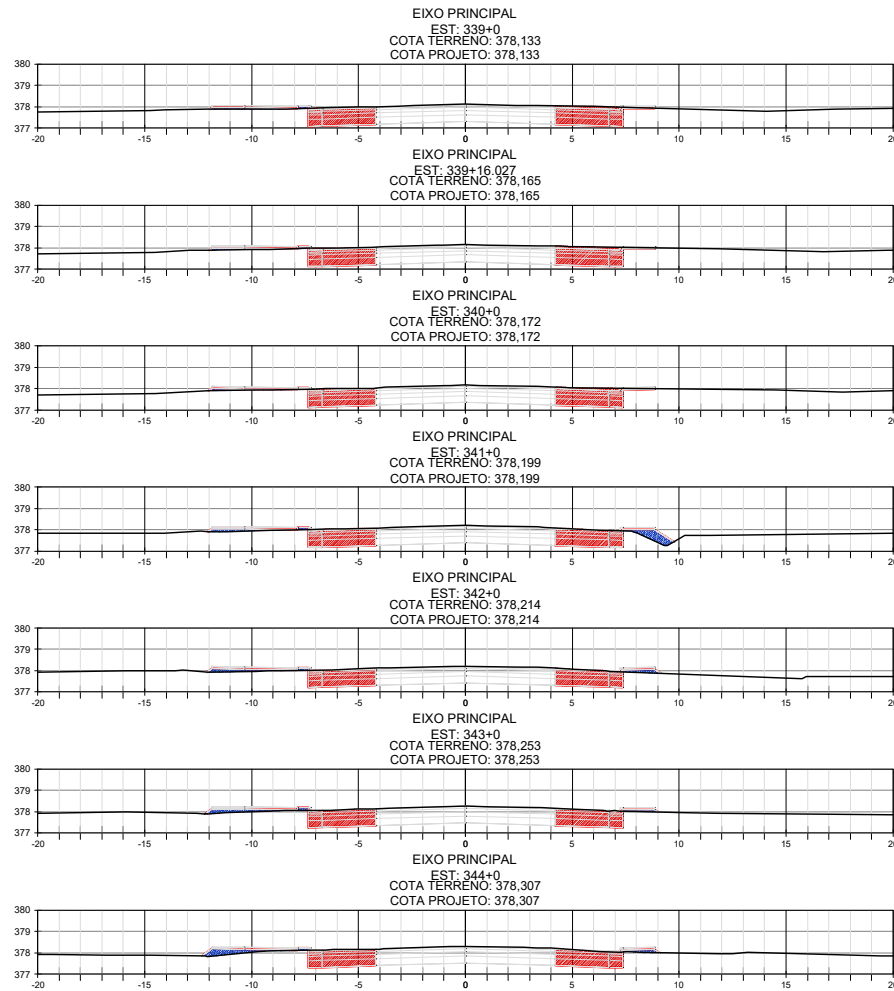 EIXO PRINCIPAL
EST: 339+0
COTA TERRENO: 378,133
COTA PROJETO: 378,133
380
379
378
377
-20 -15 -10 -5 0 5 10 15 20
EIXO PRINCIPAL
EST: 339+16.027
COTA TERRENO: 378,165
COTA PROJETO: 378,165
380
379
378
377
-20 -15 -10 -5 0 5 10 15 20
EIXO PRINCIPAL
EST: 340+0
COTA TERRENO: 378,172
COTA PROJETO: 378,172
380
379
378
377
-20 -15 -10 -5 0 5 10 15 20
EIXO PRINCIPAL
EST: 341+0
COTA TERRENO: 378,199
COTA PROJETO: 378,199
380
379
378
377
-20 -15 -10 -5 0 5 10 15 20
EIXO PRINCIPAL
EST: 342+0
COTA TERRENO: 378,214
COTA PROJETO: 378,214
380
379
378
377
-20 -15 -10 -5 0 5 10 15 20
EIXO PRINCIPAL
EST: 343+0
COTA TERRENO: 378,253
COTA PROJETO: 378,253
380
379
378
377
-20 -15 -10 -5 0 5 10 15 20
EIXO PRINCIPAL
EST: 344+0
COTA TERRENO: 378,307
COTA PROJETO: 378,307
380
379
378
377
-20 -15 -10 -5 0 5 10 15 20